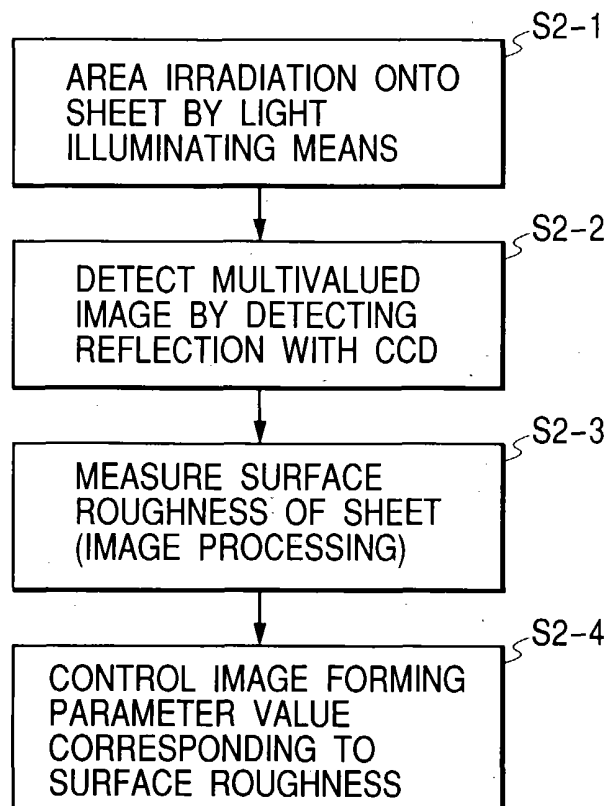 S2-1
AREA IRRADIATION ONTO
SHEET BY LIGHT
ILLUMINATING MEANS
S2-2
DETECT MULTIVALUED
IMAGE BY DETECTING
REFLECTION WITH CCD
S2-3
MEASURE SURFACE
ROUGHNESS OF SHEET
(IMAGE PROCESSING)
S2-4
CONTROL IMAGE FORMING
PARAMETER VALUE
CORRESPONDING TO
SURFACE ROUGHNESS